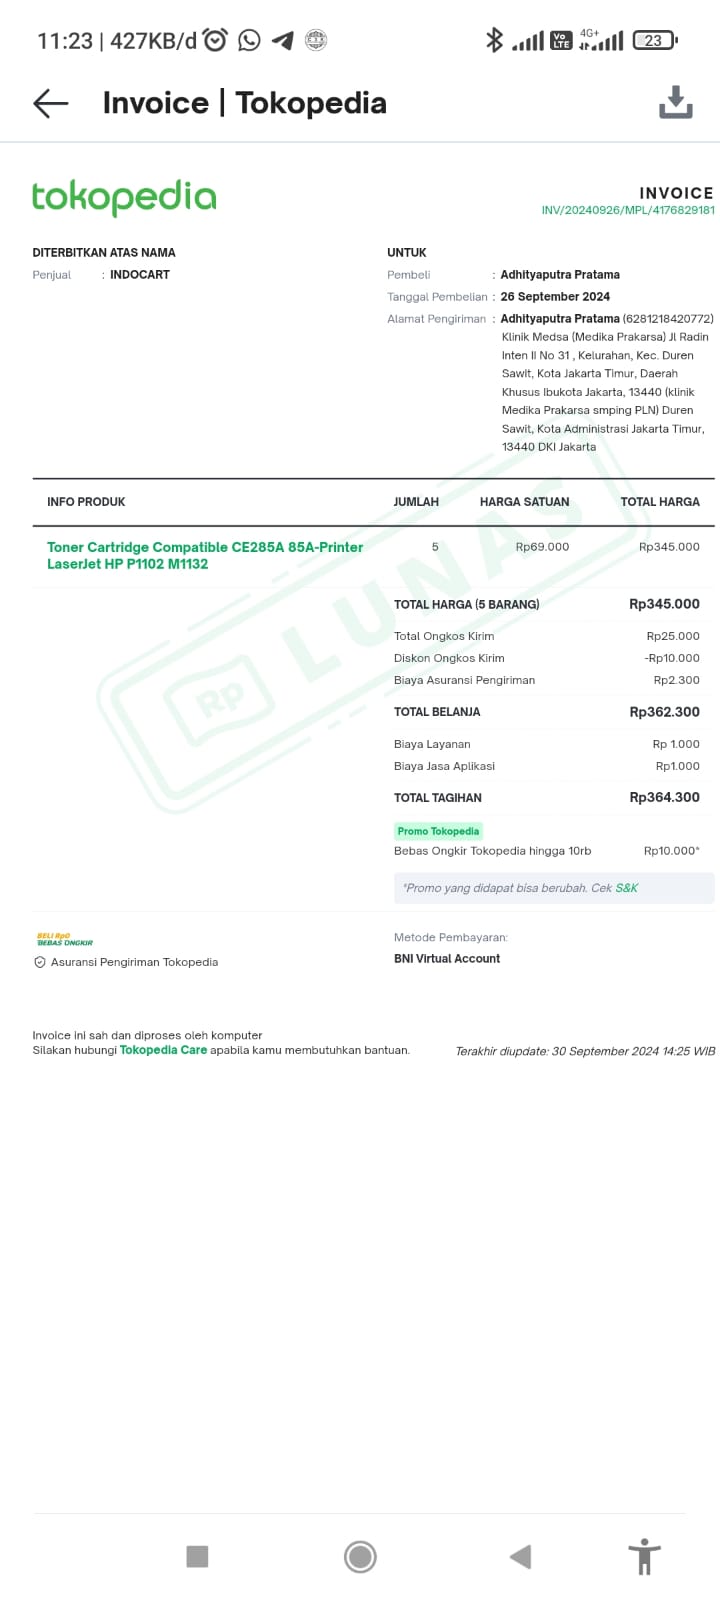 11:23 | 427KB/d
Vo LTE 4G+ 23
Invoice | Tokopedia
tokopedia
INVOICE
INV/20240926/MPL/4176829181
DITERBITKAN ATAS NAMA
Penjual : INDOCART
UNTUK
Pembeli : Adhityaputra Pratama
Tanggal Pembelian : 26 September 2024
Alamat Pengiriman : Adhityaputra Pratama (6281218420772)
Klinik Medsa (Medika Prakarsa) Jl Radin
Inten II No 31 , Kelurahan, Kec. Duren
Sawit, Kota Jakarta Timur, Daerah
Khusus Ibukota Jakarta, 13440 (klinik
Medika Prakarsa smping PLN) Duren
Sawit, Kota Administrasi Jakarta Timur,
13440 DKI Jakarta
INFO PRODUK JUMLAH HARGA SATUAN TOTAL HARGA
Toner Cartridge Compatible CE285A 85A-Printer 5 Rp69.000 Rp345.000
LaserJet HP P1102 M1132
RP LUNAS
TOTAL HARGA (5 BARANG) Rp345.000
Total Ongkos Kirim Rp25.000
Diskon Ongkos Kirim -Rp10.000
Biaya Asuransi Pengiriman Rp2.300
TOTAL BELANJA Rp362.300
Biaya Layanan Rp 1.000
Biaya Jasa Aplikasi Rp1.000
TOTAL TAGIHAN Rp364.300
Promo Tokopedia
Bebas Ongkir Tokopedia hingga 10rb Rp10.000*
*Promo yang didapat bisa berubah. Cek S&K
BELI Rp0
BEBAS ONGKIR
Asuransi Pengiriman Tokopedia
Metode Pembayaran:
BNI Virtual Account
Invoice ini sah dan diproses oleh komputer
Silakan hubungi Tokopedia Care apabila kamu membutuhkan bantuan.
Terakhir diupdate: 30 September 2024 14:25 WIB